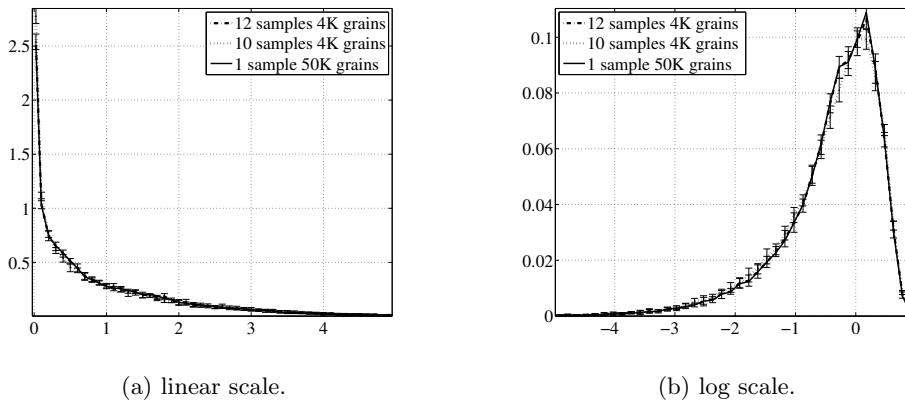 12 samples 4K grains
10 samples 4K grains
1 sample 50K grains
2.5
2
1.5
1
0.5
0 1 2 3 4
(a) linear scale.
12 samples 4K grains
10 samples 4K grains
1 sample 50K grains
0.1
0.08
0.06
0.04
0.02
0
−4 −3 −2 −1 0
(b) log scale.